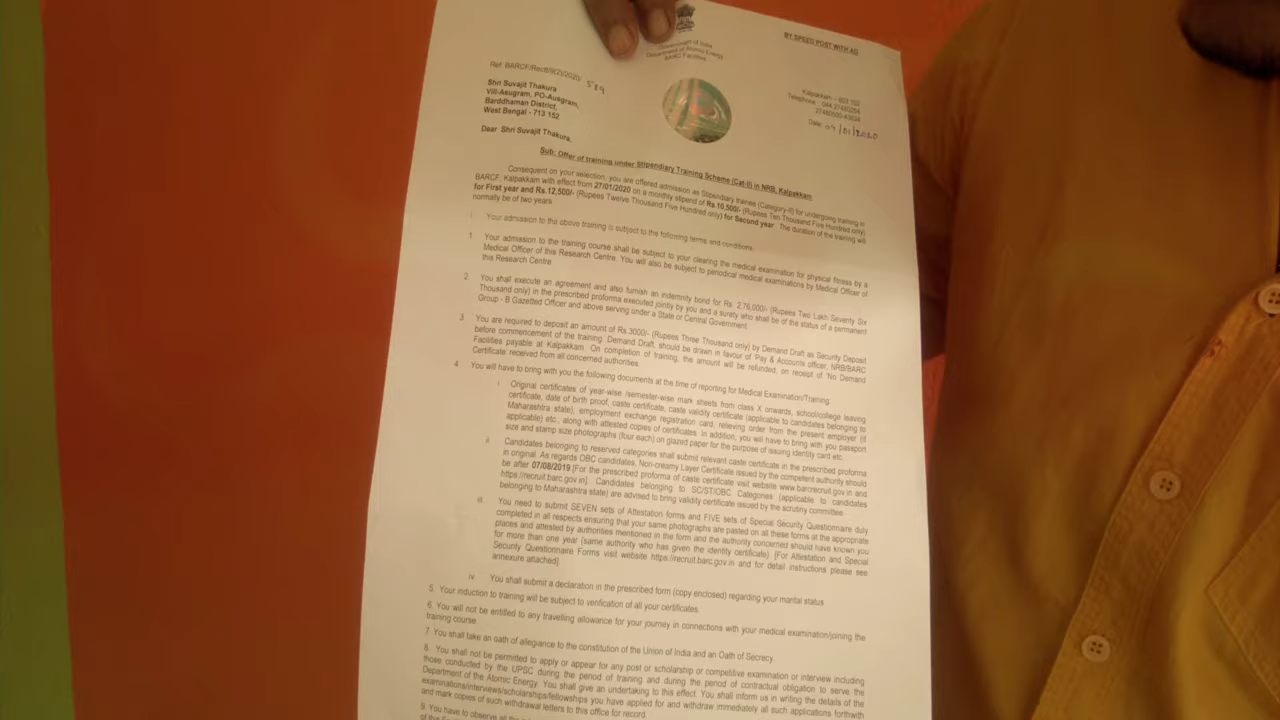 BY SPEED POST WITH AD
Government of India
Department of Atomic Energy
BARC Facilities
Ref: BARCF/Rectt/9(2)/2020/ 589
Kalpakkam – 603 102
Telephone : 044 27480254
27480500-43624
Date: 09/01/2020
Shri Suvajit Thakura
Vill-Asugram, PO-Ausgram,
Barddhaman District,
West Bengal - 713 152
Dear Shri Suvajit Thakura,
Sub: Offer of training under Stipendiary Training Scheme (Cat-II) in NRB, Kalpakkam
Consequent on your selection, you are offered admission as Stipendiary trainee (Category-II) for undergoing training in
BARCF, Kalpakkam with effect from 27/01/2020 on a monthly stipend of Rs.10,500/- (Rupees Ten Thousand Five Hundred only)
for First year and Rs.12,500/- (Rupees Twelve Thousand Five Hundred only) for Second year. The duration of the training will
normally be of two years
Your admission to the above training is subject to the following terms and conditions:
1. Your admission to the training course shall be subject to your clearing the medical examination for physical fitness by a
Medical Officer of this Research Centre. You will also be subject to periodical medical examinations by Medical Officer of
this Research Centre
2. You shall execute an agreement and also furnish an indemnity bond for Rs. 2,76,000/- (Rupees Two Lakh Seventy Six
Thousand only) in the prescribed proforma executed jointly by you and a surety who shall be of the status of a permanent
Group - B Gazetted Officer and above serving under a State or Central Government
3. You are required to deposit an amount of Rs.3000/- (Rupees Three Thousand only) by Demand Draft as Security Deposit
before commencement of the training. Demand Draft, should be drawn in favour of 'Pay & Accounts officer, NRB/BARC
Facilities payable at Kalpakkam. On completion of training, the amount will be refunded, on receipt of 'No Demand
Certificate received from all concerned authorities.
4. You will have to bring with you the following documents at the time of reporting for Medical Examination/Training
i Original certificates of year-wise /semester-wise mark sheets from class X onwards, school/college leaving
certificate, date of birth proof, caste certificate, caste validity certificate (applicable to candidates belonging to
Maharashtra state), employment exchange registration card, relieving order from the present employer (if
applicable) etc., along with attested copies of certificates. In addition, you will have to bring with you passport
size and stamp size photographs (four each) on glazed paper for the purpose of issuing identity card etc.
ii Candidates belonging to reserved categories shall submit relevant caste certificate in the prescribed proforma
in original. As regards OBC candidates, Non-creamy Layer Certificate issued by the competent authority should
be after 07/08/2019 [For the prescribed proforma of caste certificate visit website www.barcrecruit.gov.in and
https://recruit.barc.gov.in]. Candidates belonging to SC/ST/OBC Categories (applicable to candidates
belonging to Maharashtra state] are advised to bring validity certificate issued by the scrutiny committee
iii. You need to submit SEVEN sets of Attestation forms and FIVE sets of Special Security Questionnaire duly
completed in all respects ensuring that your same photographs are pasted on all these forms at the appropriate
places and attested by authorities mentioned in the form and the authority concerned should have known you
for more than one year (same authority who has given the identity certificate). [For Attestation and Special
Security Questionnaire Forms visit website https://recruit.barc.gov.in and for detail instructions please see
annexure attached]
iv You shall submit a declaration in the prescribed form (copy enclosed) regarding your marital status
5. Your induction to training will be subject to verification of all your certificates
6. You will not be entitled to any travelling allowance for your journey in connections with your medical examination/joining the
training course.
7. You shall take an oath of allegiance to the constitution of the Union of India and an Oath of Secrecy
8. You shall not be permitted to apply or appear for any post or scholarship or competitive examination or interview including
those conducted by the UPSC during the period of training and during the period of contractual obligation to serve the
Department of the Atomic Energy. You shall give an undertaking to this effect. You shall inform us in writing the details of the
examinations/interviews/scholarships/fellowships you have applied for and withdraw immediately all such applications forthwith
and mark copies of such withdrawal letters to this office for record.
9. You have to observe all